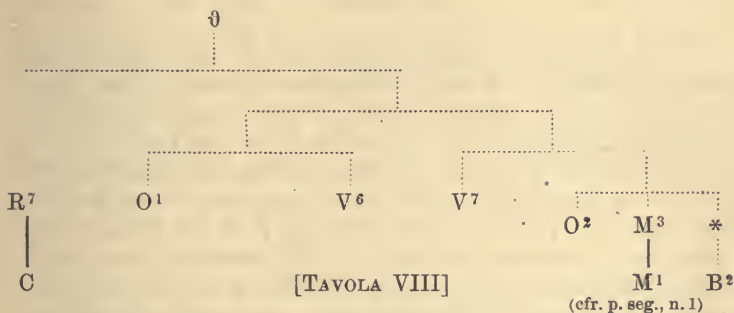 ϑ
R⁷ O¹ V⁶ V⁷
O² M³ *
C [TAVOLA VIII] M¹ B²
(cfr. p. seg., n. 1)